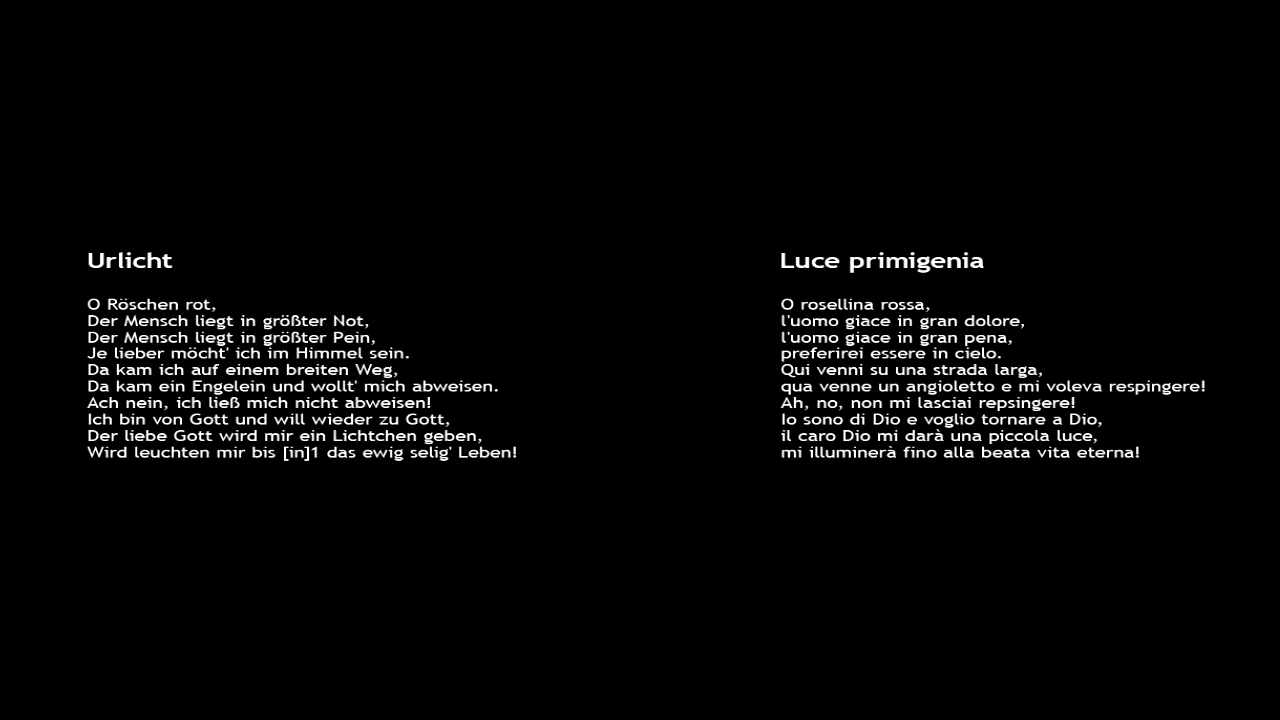 Urlicht
O Röschen rot,
Der Mensch liegt in größter Not,
Der Mensch liegt in größter Pein,
Je lieber möcht' ich im Himmel sein.
Da kam ich auf einem breiten Weg,
Da kam ein Engelein und wollt' mich abweisen.
Ach nein, ich ließ mich nicht abweisen!
Ich bin von Gott und will wieder zu Gott,
Der liebe Gott wird mir ein Lichtchen geben,
Wird leuchten mir bis [in]1 das ewig selig' Leben!
Luce primigenia
O rosellina rossa,
l'uomo giace in gran dolore,
l'uomo giace in gran pena,
preferirei essere in cielo.
Qui venni su una strada larga,
qua venne un angioletto e mi voleva respingere!
Ah, no, non mi lasciai repsingere!
Io sono di Dio e voglio tornare a Dio,
il caro Dio mi darà una piccola luce,
mi illuminerà fino alla beata vita eterna!